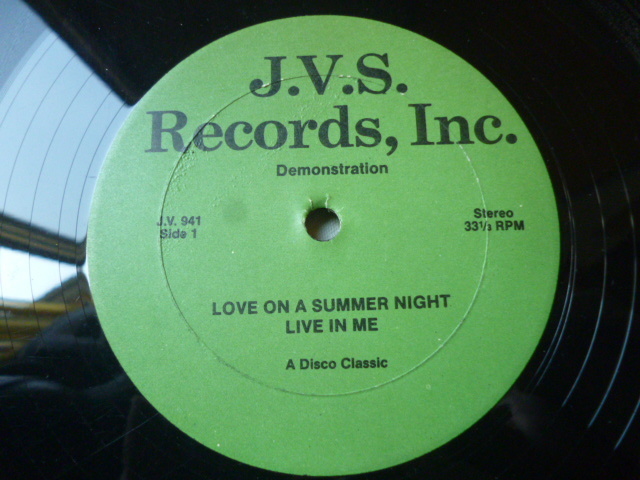 J.V.S.
Records, Inc.
Demonstration
J.V. 941
Side 1
Stereo
33⅓ RPM
LOVE ON A SUMMER NIGHT
LIVE IN ME
A Disco Classic